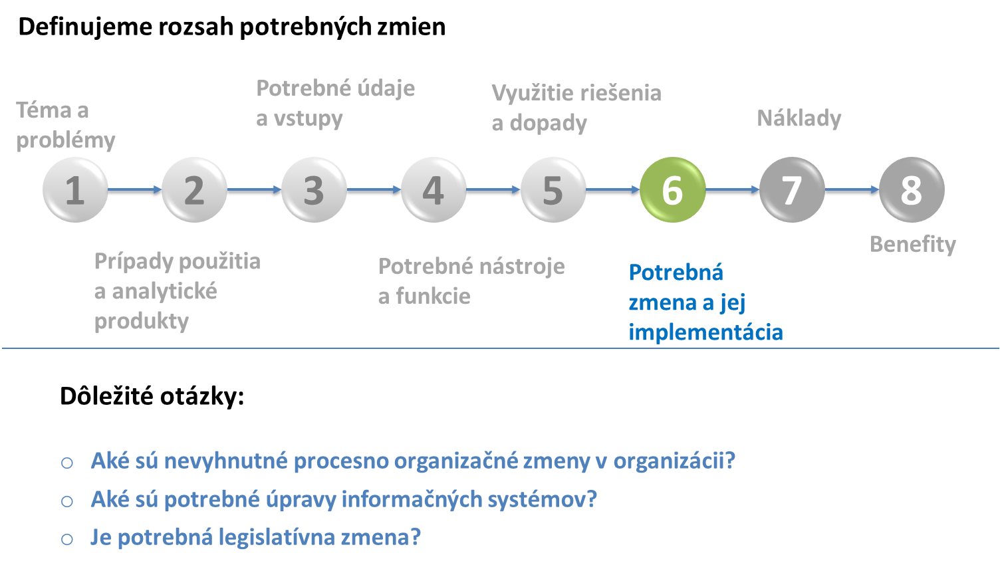 Definujeme rozsah potrebných zmien
Téma a
problémy
Potrebné údaje
a vstupy
Využitie riešenia
a dopady
Náklady
1
2
3
4
5
6
7
8
Prípady použitia
a analytické
produkty
Potrebné nástroje
a funkcie
Potrebná
zmena a jej
implementácia
Benefity
Dôležité otázky:
o Aké sú nevyhnutné procesno organizačné zmeny v organizácii?
o Aké sú potrebné úpravy informačných systémov?
o Je potrebná legislatívna zmena?